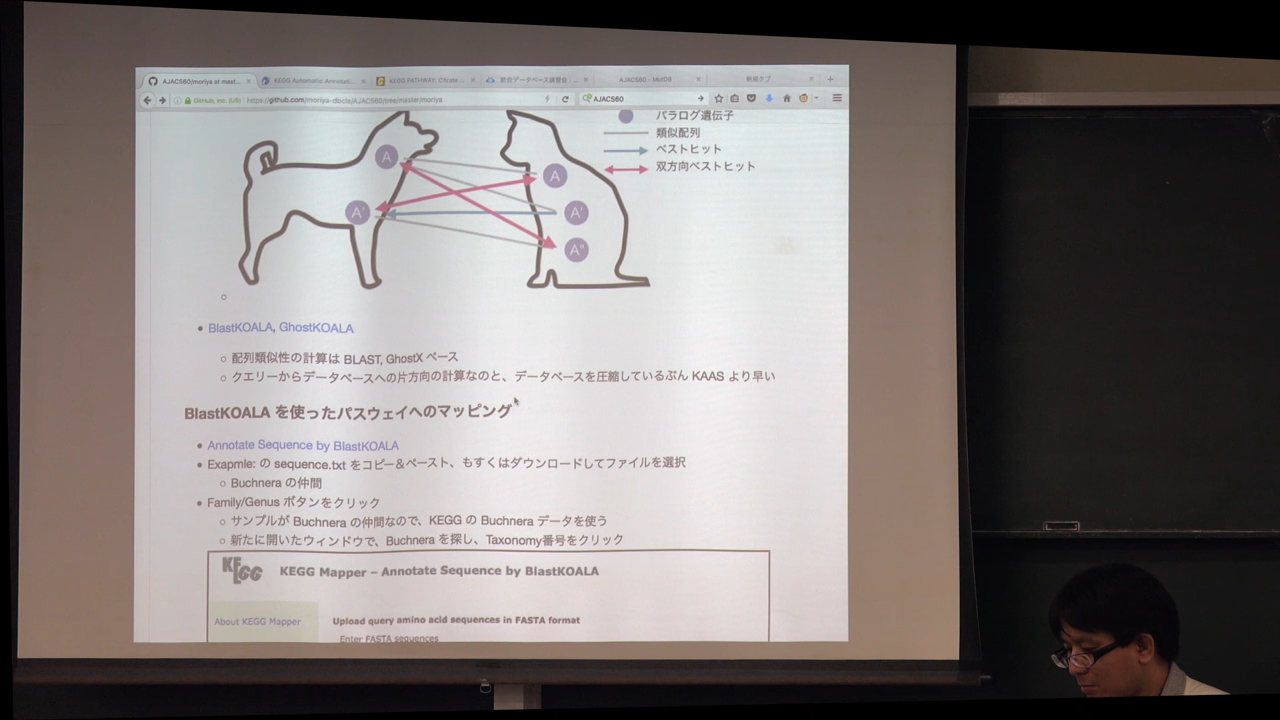 AJACS60/moriya at mast...
KEGG Automatic Annotat...
KEGG PATHWAY: Citrate ...
統合データベース講習会: ...
AJACS60 - MotDB
新規タブ
GitHub, Inc. (US)
https://github.com/moriya-dbcls/AJACS60/tree/master/moriya
AJACS60
パラログ遺伝子
類似配列
ベストヒット
双方向ベストヒット
A
A'
A
A'
A"
BlastKOALA, GhostKOALA
配列類似性の計算は BLAST, GhostX ベース
クエリーからデータベースへの片方向の計算なのと、データベースを圧縮しているぶん KAAS より早い
BlastKOALA を使ったパスウェイへのマッピング
Annotate Sequence by BlastKOALA
Exapmle: の sequence.txt をコピー＆ペースト、もすくはダウンロードしてファイルを選択
Buchnera の仲間
Family/Genus ボタンをクリック
サンプルが Buchnera の仲間なので、KEGG の Buchnera データを使う
新たに開いたウィンドウで、Buchnera を探し、Taxonomy番号をクリック
KEGG
KEGG Mapper – Annotate Sequence by BlastKOALA
About KEGG Mapper
Upload query amino acid sequences in FASTA format
Enter FASTA sequences